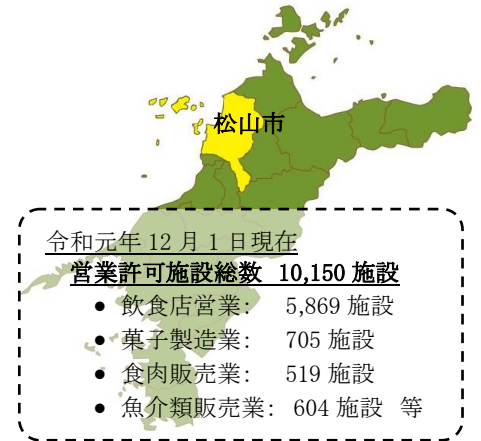 松山市
令和元年 12 月 1 日現在
営業許可施設総数 10,150 施設
● 飲食店営業: 5,869 施設
● 菓子製造業: 705 施設
● 食肉販売業: 519 施設
● 魚介類販売業: 604 施設 等